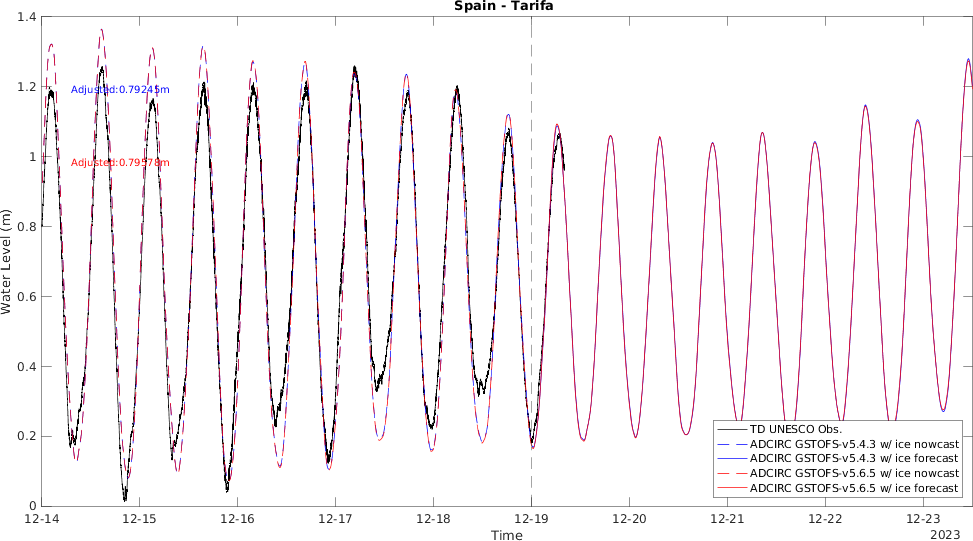 Spain - Tarifa
1.4
1.2
1
0.8
0.6
0.4
0.2
0
Water Level (m)
Adjusted:0.79245m
Adjusted:0.79578m
TD UNESCO Obs.
ADCIRC GSTOFS-v5.4.3 w/ ice nowcast
ADCIRC GSTOFS-v5.4.3 w/ ice forecast
ADCIRC GSTOFS-v5.6.5 w/ ice nowcast
ADCIRC GSTOFS-v5.6.5 w/ ice forecast
12-14 12-15 12-16 12-17 12-18 12-19 12-20 12-21 12-22 12-23
Time
2023